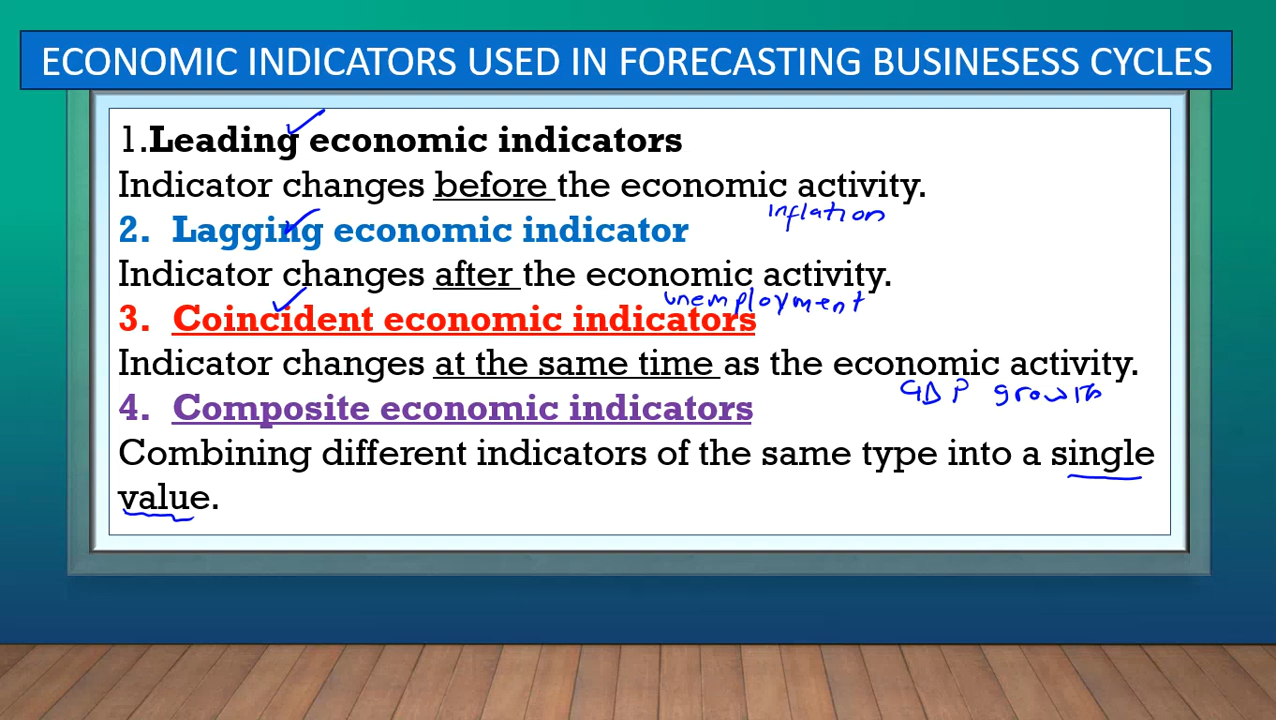 ECONOMIC INDICATORS USED IN FORECASTING BUSINESESS CYCLES
1.Leading economic indicators
Indicator changes before the economic activity.
Inflation
2. Lagging economic indicator
Indicator changes after the economic activity.
unemployment
3. Coincident economic indicators
Indicator changes at the same time as the economic activity.
GDP growth
4. Composite economic indicators
Combining different indicators of the same type into a single
value.